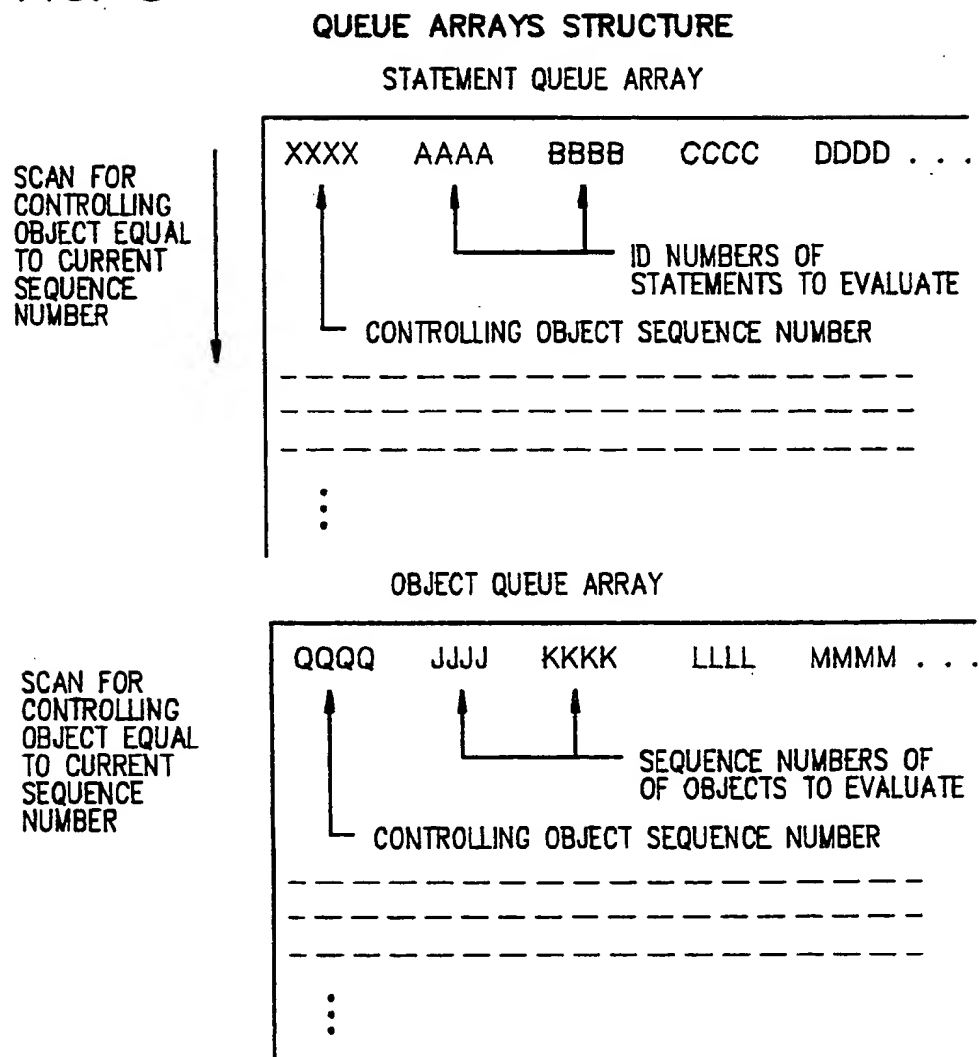 QUEUE ARRAYS STRUCTURE
STATEMENT QUEUE ARRAY
SCAN FOR
CONTROLLING
OBJECT EQUAL
TO CURRENT
SEQUENCE
NUMBER
XXXX AAAA BBBB CCCC DDDD . . .
ID NUMBERS OF
STATEMENTS TO EVALUATE
CONTROLLING OBJECT SEQUENCE NUMBER
OBJECT QUEUE ARRAY
SCAN FOR
CONTROLLING
OBJECT EQUAL
TO CURRENT
SEQUENCE
NUMBER
QQQQ JJJJ KKKK LLLL MMMM . . .
SEQUENCE NUMBERS OF
OF OBJECTS TO EVALUATE
CONTROLLING OBJECT SEQUENCE NUMBER